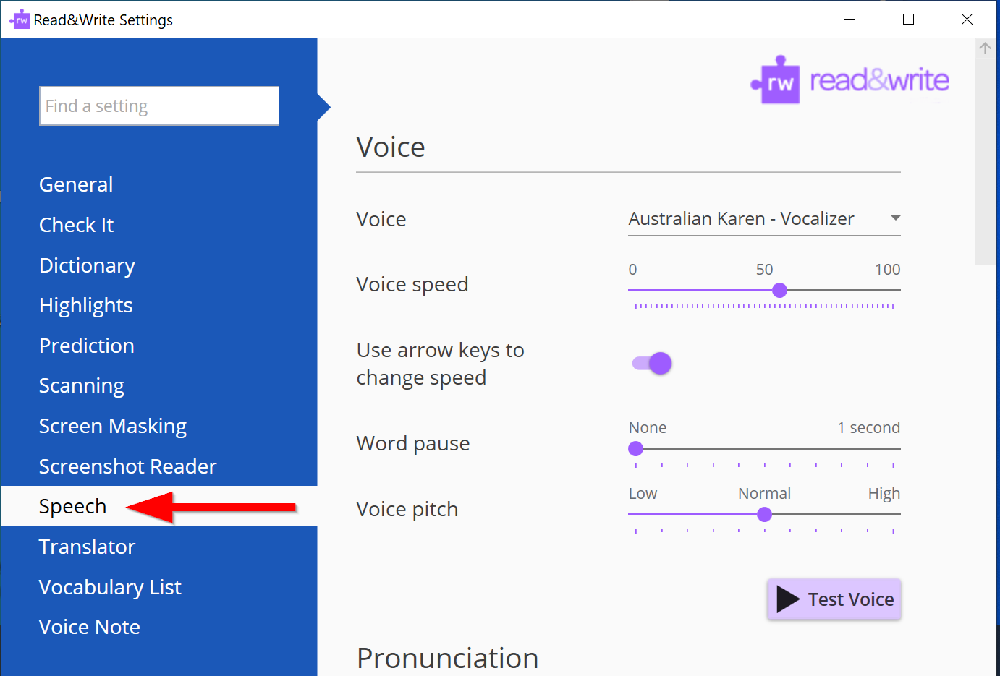 rw Read&Write Settings
Find a setting
General
Check It
Dictionary
Highlights
Prediction
Scanning
Screen Masking
Screenshot Reader
Speech
Translator
Vocabulary List
Voice Note
rw read&write
Voice
Voice Australian Karen - Vocalizer
0 50 100
Voice speed
Use arrow keys to
change speed
None 1 second
Word pause
Low Normal High
Voice pitch
Test Voice
Pronunciation